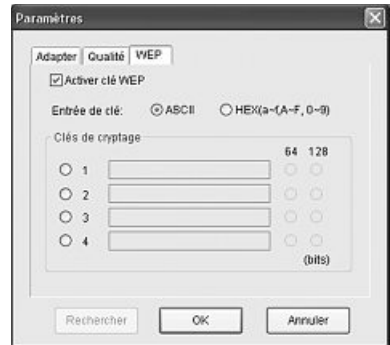 Paramètres
Adapter Qualité WEP
Activer clé WEP
Entrée de clé: ASCII HEX(a~f,A~F, 0~9)
Clés de cryptage
64 128
1
2
3
4
(bits)
Rechercher OK Annuler